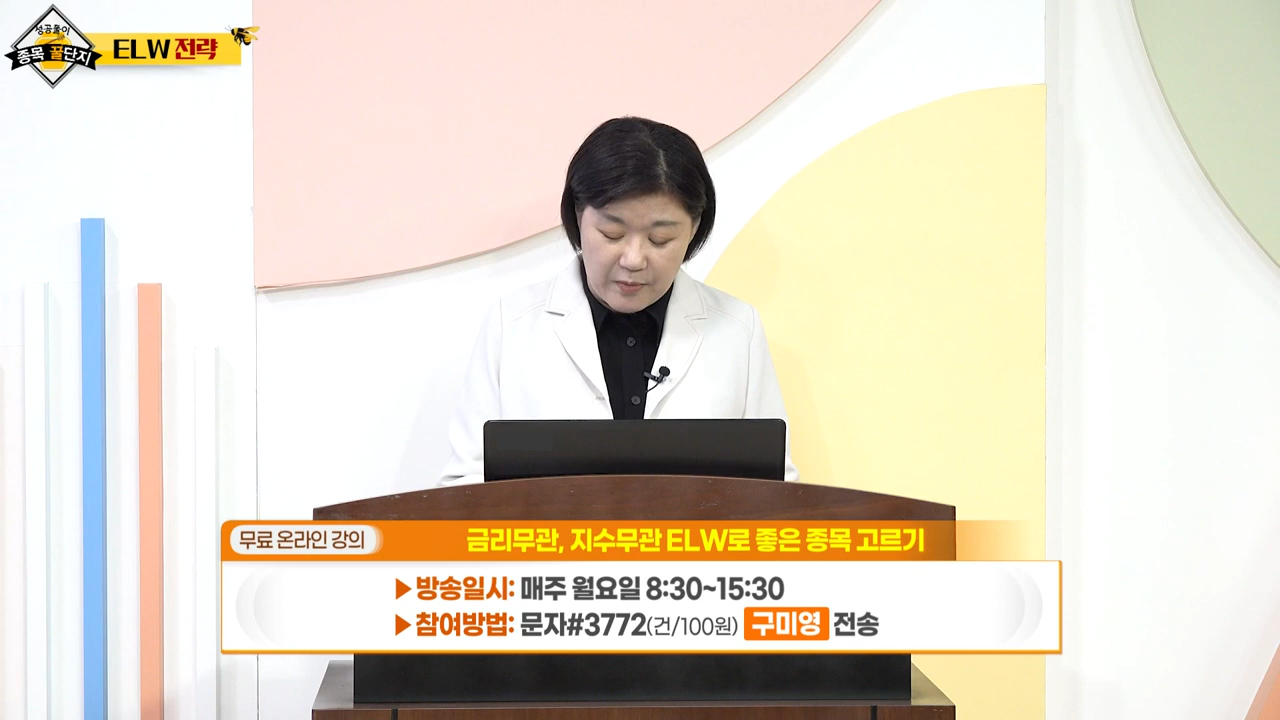 성공풀이
종목 꿀단지
ELW 전략
무료 온라인 강의
금리무관, 지수무관 ELW로 좋은 종목 고르기
▶방송일시: 매주 월요일 8:30~15:30
▶참여방법: 문자#3772(건/100원) 구미영 전송